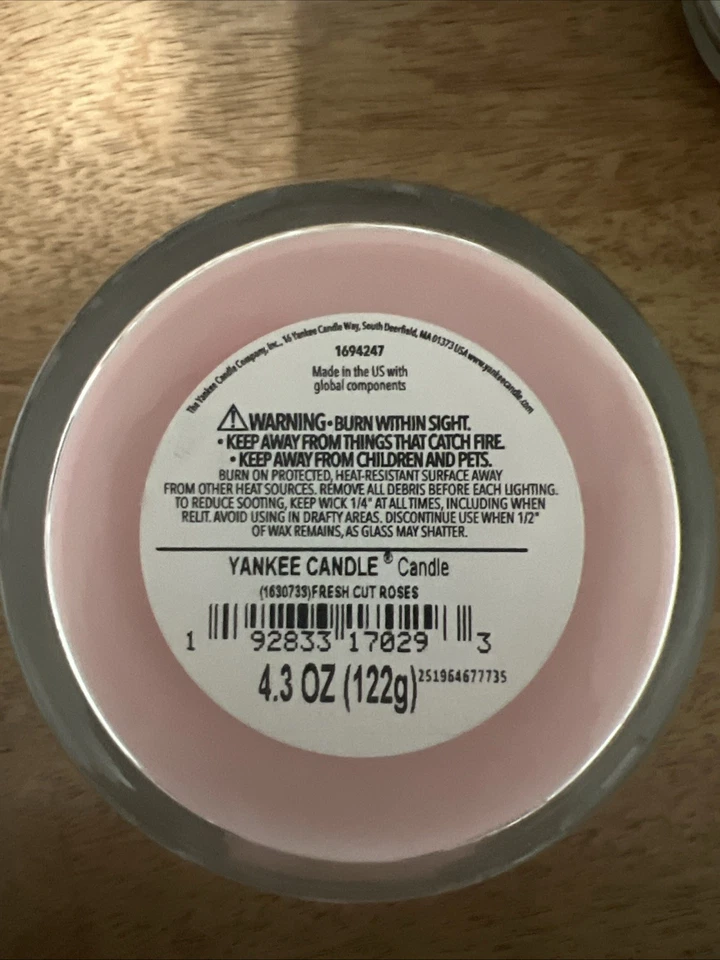 The Yankee Candle Company, Inc., 16 Yankee Candle Way, South Deerfield, MA 01373 USA www.yankeecandle.com
1694247
Made in the US with
global components
⚠WARNING•BURN WITHIN SIGHT.
• KEEP AWAY FROM THINGS THAT CATCH FIRE.
• KEEP AWAY FROM CHILDREN AND PETS.
BURN ON PROTECTED, HEAT-RESISTANT SURFACE AWAY
FROM OTHER HEAT SOURCES. REMOVE ALL DEBRIS BEFORE EACH LIGHTING.
TO REDUCE SOOTING, KEEP WICK 1/4" AT ALL TIMES, INCLUDING WHEN
RELIT. AVOID USING IN DRAFTY AREAS. DISCONTINUE USE WHEN 1/2"
OF WAX REMAINS, AS GLASS MAY SHATTER.
YANKEE CANDLE® Candle
(1630733)FRESH CUT ROSES
1 92833 17029 3
4.3 OZ (122g) 251964677735